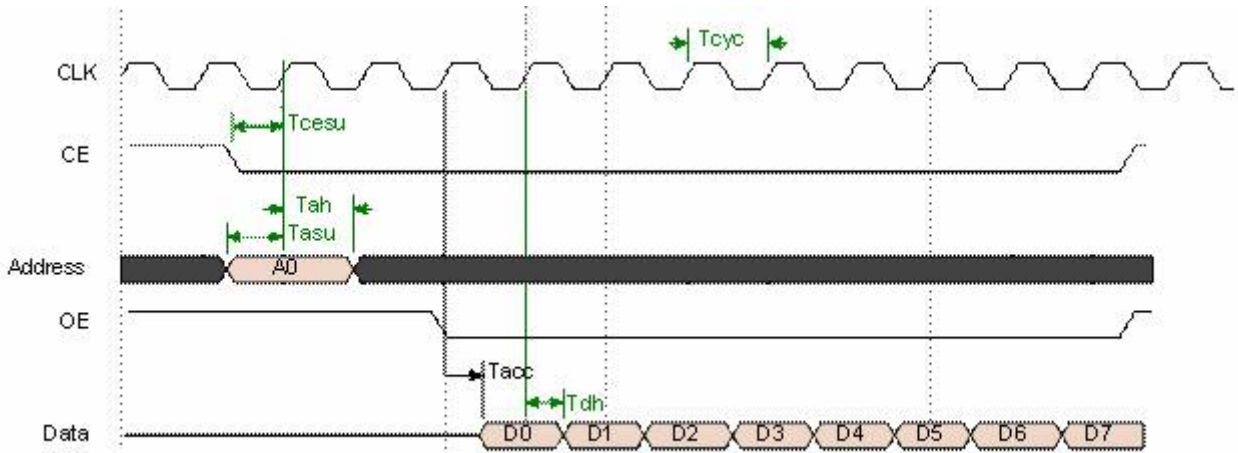 Tcyc
CLK
Tcesu
CE
Tah
Tasu
Address A0
OE
Tacc
Tdh
Data D0 D1 D2 D3 D4 D5 D6 D7